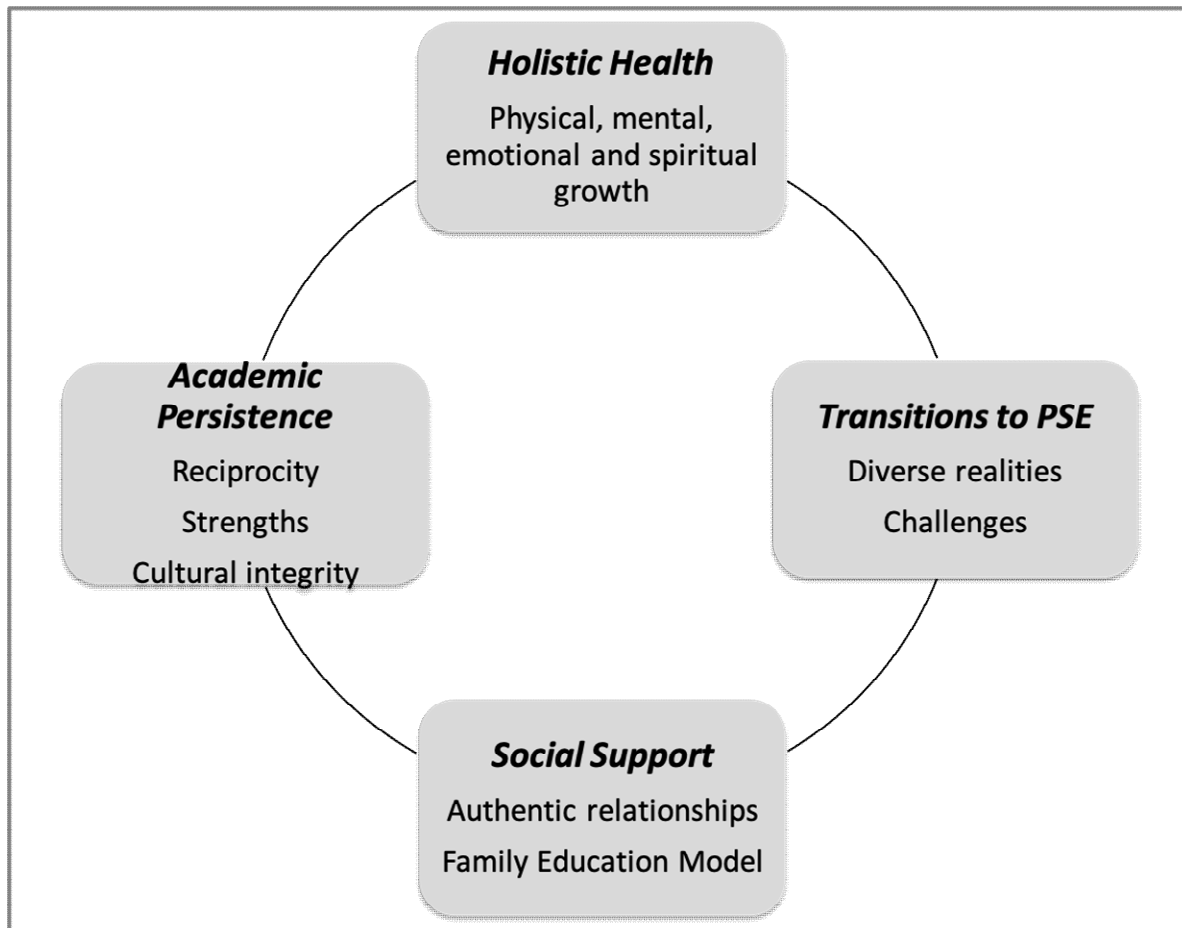 Holistic Health
Physical, mental,
emotional and spiritual
growth
Academic
Persistence
Reciprocity
Strengths
Cultural integrity
Transitions to PSE
Diverse realities
Challenges
Social Support
Authentic relationships
Family Education Model